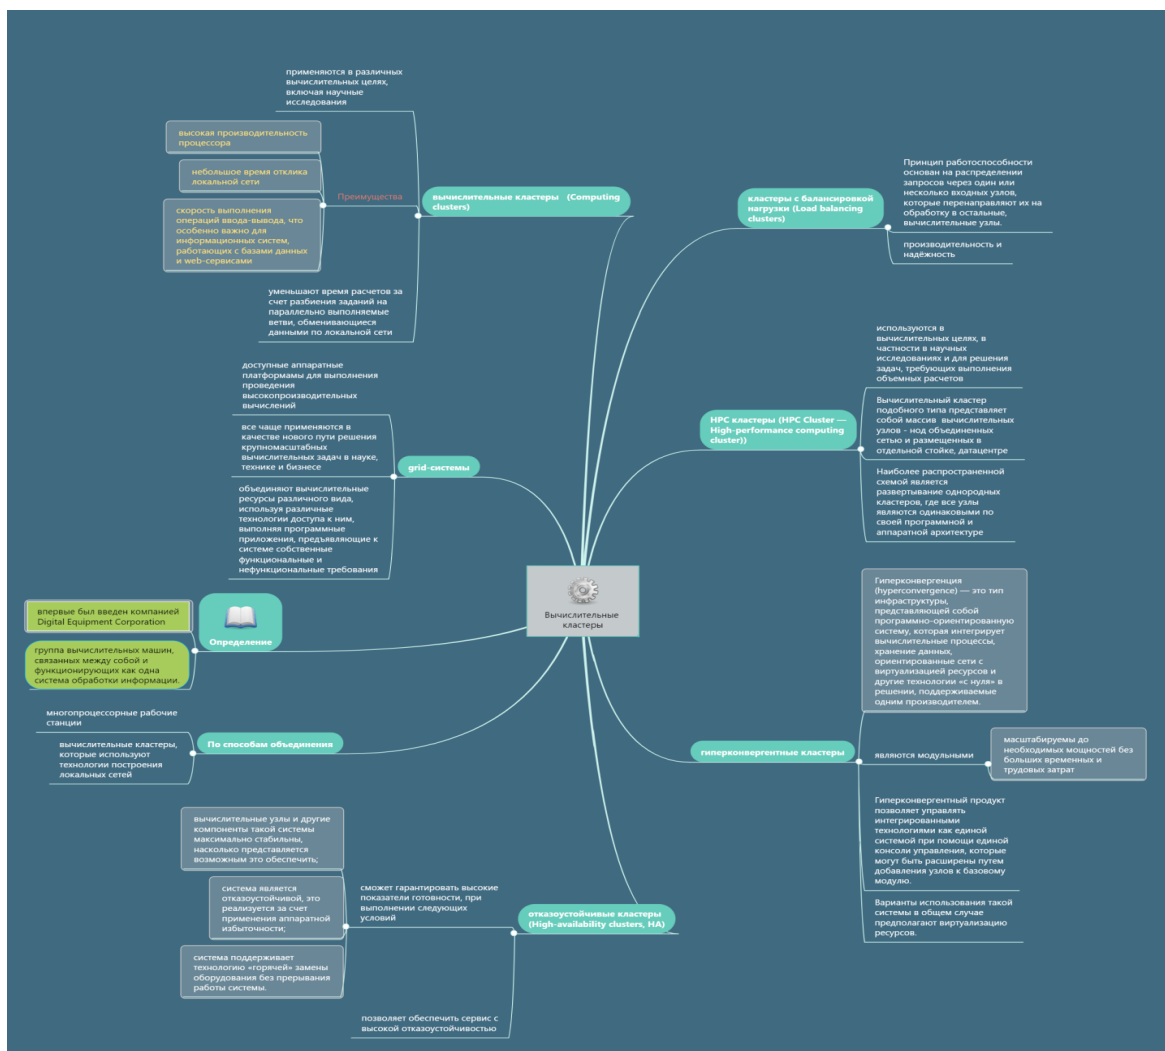 применяются в различных
вычислительных целях,
включая научные
исследования
высокая производительность
процессора
небольшое время отклика
локальной сети
скорость выполнения
операций ввода-вывода, что
особенно важно для
информационных систем,
работающих с базами данных
и web-сервисами
Преимущества
вычислительные кластеры (Computing
clusters)
уменьшают время расчетов за
счет разбиения заданий на
параллельно выполняемые
ветви, обменивающиеся
данными по локальной сети
доступные аппаратные
платформамы для выполнения
проведения
высокопроизводительных
вычислений
все чаще применяются в
качестве нового пути решения
крупномасштабных
вычислительных задач в науке,
технике и бизнесе
grid-системы
объединяют вычислительные
ресурсы различного вида,
используя различные
технологии доступа к ним,
выполняя программные
приложения, предъявляющие к
системе собственные
функциональные и
нефункциональные требования
впервые был введен компанией
Digital Equipment Corporation
Определение
группа вычислительных машин,
связанных между собой и
функционирующих как одна
система обработки информации.
многопроцессорные рабочие
станции
По способам объединения
вычислительные кластеры,
которые используют
технологии построения
локальных сетей
вычислительные узлы и другие
компоненты такой системы
максимально стабильны,
насколько представляется
возможным это обеспечить;
система является
отказоустойчивой, это
реализуется за счет
применения аппаратной
избыточности;
система поддерживает
технологию «горячей» замены
оборудования без прерывания
работы системы.
сможет гарантировать высокие
показатели готовности, при
выполнении следующих
условий
отказоустойчивые кластеры
(High-availability clusters, HA)
позволяет обеспечить сервис с
высокой отказоустойчивостью
Вычислительные
кластеры
кластеры с балансировкой
нагрузки (Load balancing
clusters)
Принцип работоспособности
основан на распределении
запросов через один или
несколько входных узлов,
которые перенаправляют их на
обработку в остальные,
вычислительные узлы.
производительность и
надёжность
HPC кластеры (HPC Cluster —
High-performance computing
cluster))
используются в
вычислительных целях, в
частности в научных
исследованиях и для решения
задач, требующих выполнения
объемных расчетов
Вычислительный кластер
подобного типа представляет
собой массив вычислительных
узлов - нод объединенных
сетью и размещенных в
отдельной стойке, датацентре
Наиболее распространенной
схемой является
развертывание однородных
кластеров, где все узлы
являются одинаковыми по
своей программной и
аппаратной архитектуре
гиперконвергентные кластеры
Гиперконвергенция
(hyperconvergence) — это тип
инфраструктуры,
представляющей собой
программно-ориентированную
систему, которая интегрирует
вычислительные процессы,
хранение данных,
ориентированные сети с
виртуализацией ресурсов и
другие технологии «с нуля» в
решении, поддерживаемые
одним производителем.
являются модульными
масштабируемы до
необходимых мощностей без
больших временных и
трудовых затрат
Гиперконвергентный продукт
позволяет управлять
интегрированными
технологиями как единой
системой при помощи единой
консоли управления, которые
могут быть расширены путем
добавления узлов к базовому
модулю.
Варианты использования такой
системы в общем случае
предполагают виртуализацию
ресурсов.